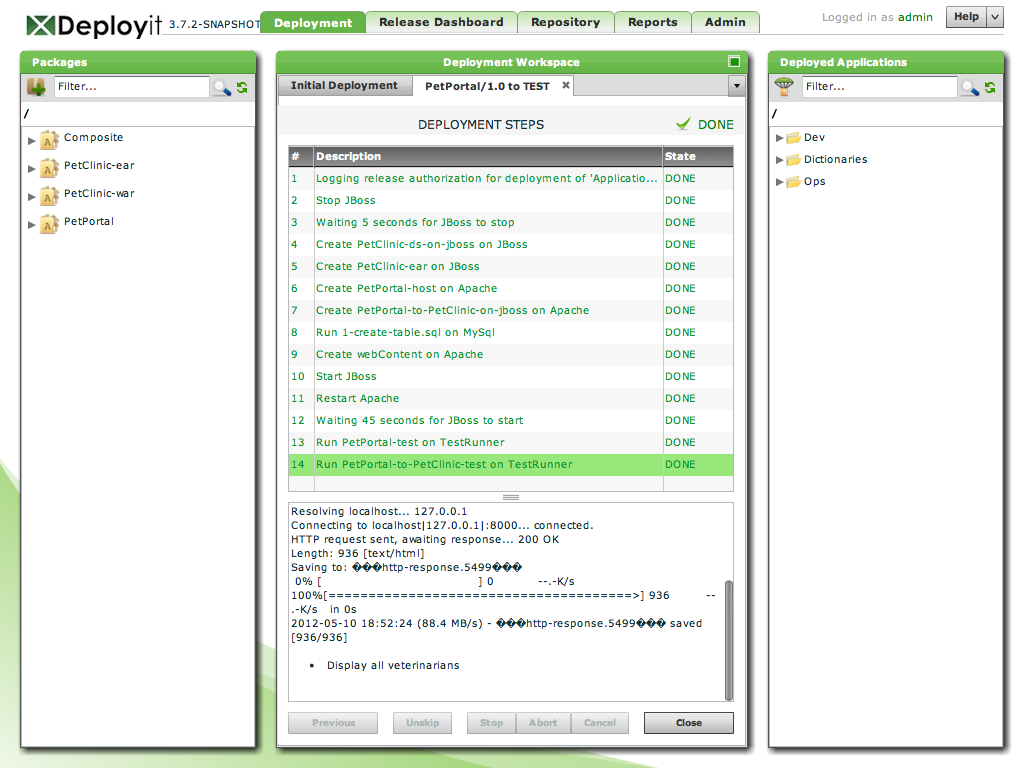 Deployit 3.7.2-SNAPSHOT
Deployment Release Dashboard Repository Reports Admin
Logged in as admin Help
Packages
Filter...
/
A Composite
A PetClinic-ear
A PetClinic-war
A PetPortal
Deployment Workspace
Initial Deployment PetPortal/1.0 to TEST
DEPLOYMENT STEPS DONE
# Description State
1 Logging release authorization for deployment of 'Applicatio... DONE
2 Stop JBoss DONE
3 Waiting 5 seconds for JBoss to stop DONE
4 Create PetClinic-ds-on-jboss on JBoss DONE
5 Create PetClinic-ear on JBoss DONE
6 Create PetPortal-host on Apache DONE
7 Create PetPortal-to-PetClinic-on-jboss on Apache DONE
8 Run 1-create-table.sql on MySql DONE
9 Create webContent on Apache DONE
10 Start JBoss DONE
11 Restart Apache DONE
12 Waiting 45 seconds for JBoss to start DONE
13 Run PetPortal-test on TestRunner DONE
14 Run PetPortal-to-PetClinic-test on TestRunner DONE
Resolving localhost... 127.0.0.1
Connecting to localhost|127.0.0.1|:8000... connected.
HTTP request sent, awaiting response... 200 OK
Length: 936 [text/html]
Saving to: ���http-response.5499���
0% [ ] 0 --.-K/s
100%[======================================>] 936 --
.-K/s in 0s
2012-05-10 18:52:24 (88.4 MB/s) - ���http-response.5499��� saved
[936/936]
• Display all veterinarians
Previous Unskip Stop Abort Cancel Close
Deployed Applications
Filter...
/
Dev
Dictionaries
Ops